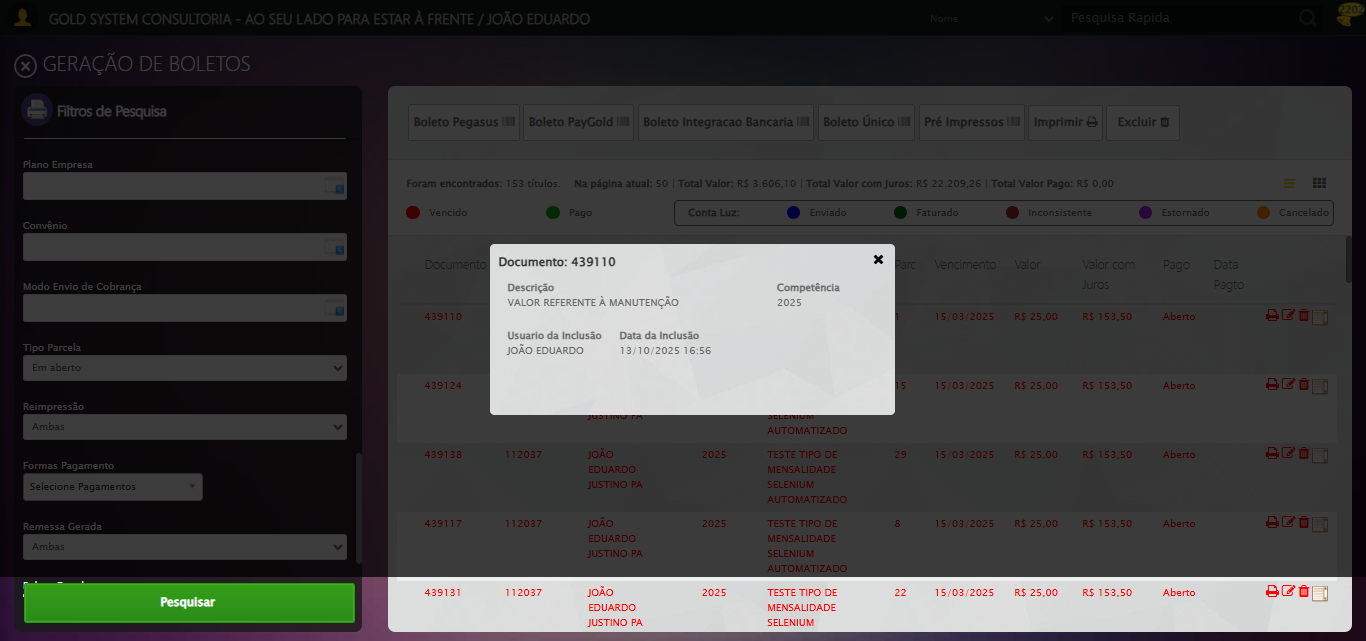 GOLD SYSTEM CONSULTORIA - AO SEU LADO PARA ESTAR À FRENTE / JOÃO EDUARDO
Nome
Pesquisa Rapida
GERAÇÃO DE BOLETOS
Filtros de Pesquisa
Plano Empresa
Convênio
Modo Envio de Cobrança
Tipo Parcela
Em aberto
Reimpressão
Ambas
Formas Pagamento
Selecione Pagamentos
Remessa Gerada
Ambas
Pesquisar
Boleto Pegasus Boleto PayGold Boleto Integracao Bancaria Boleto Único Pré Impressos Imprimir Excluir
Foram encontrados: 153 títulos. Na página atual: 50 | Total Valor: R$ 3.606,10 | Total Valor com Juros: R$ 22.209,26 | Total Valor Pago: R$ 0,00
Vencido Pago Conta Luz: Enviado Faturado Inconsistente Estornado Cancelado
Documento Parc Vencimento Valor Valor com Pago Data
Juros Pagto
Documento: 439110
Descrição Competência
VALOR REFERENTE À MANUTENÇÃO 2025
Usuario da Inclusão Data da Inclusão
JOÃO EDUARDO 13/10/2025 16:56
439110 1 15/03/2025 R$ 25,00 R$ 153,50 Aberto
439124 15 15/03/2025 R$ 25,00 R$ 153,50 Aberto
JUSTINO PA SELENIUM
AUTOMATIZADO
439138 112037 JOÃO 2025 TESTE TIPO DE 29 15/03/2025 R$ 25,00 R$ 153,50 Aberto
EDUARDO MENSALIDADE
JUSTINO PA SELENIUM
AUTOMATIZADO
439117 112037 JOÃO 2025 TESTE TIPO DE 8 15/03/2025 R$ 25,00 R$ 153,50 Aberto
EDUARDO MENSALIDADE
JUSTINO PA SELENIUM
AUTOMATIZADO
439131 112037 JOÃO 2025 TESTE TIPO DE 22 15/03/2025 R$ 25,00 R$ 153,50 Aberto
EDUARDO MENSALIDADE
JUSTINO PA SELENIUM